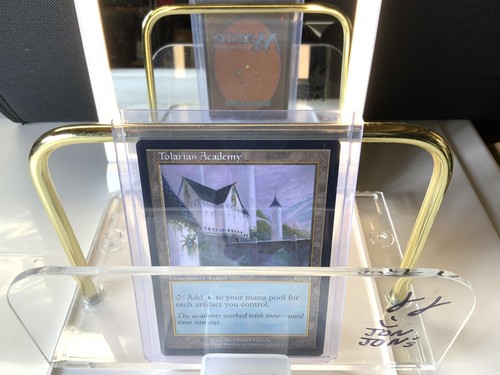 Tolarian Academy
Legendary Land
: Add to your mana pool for
each artifact you control.
The academy worked with time—until
time ran out.
JON
JONS